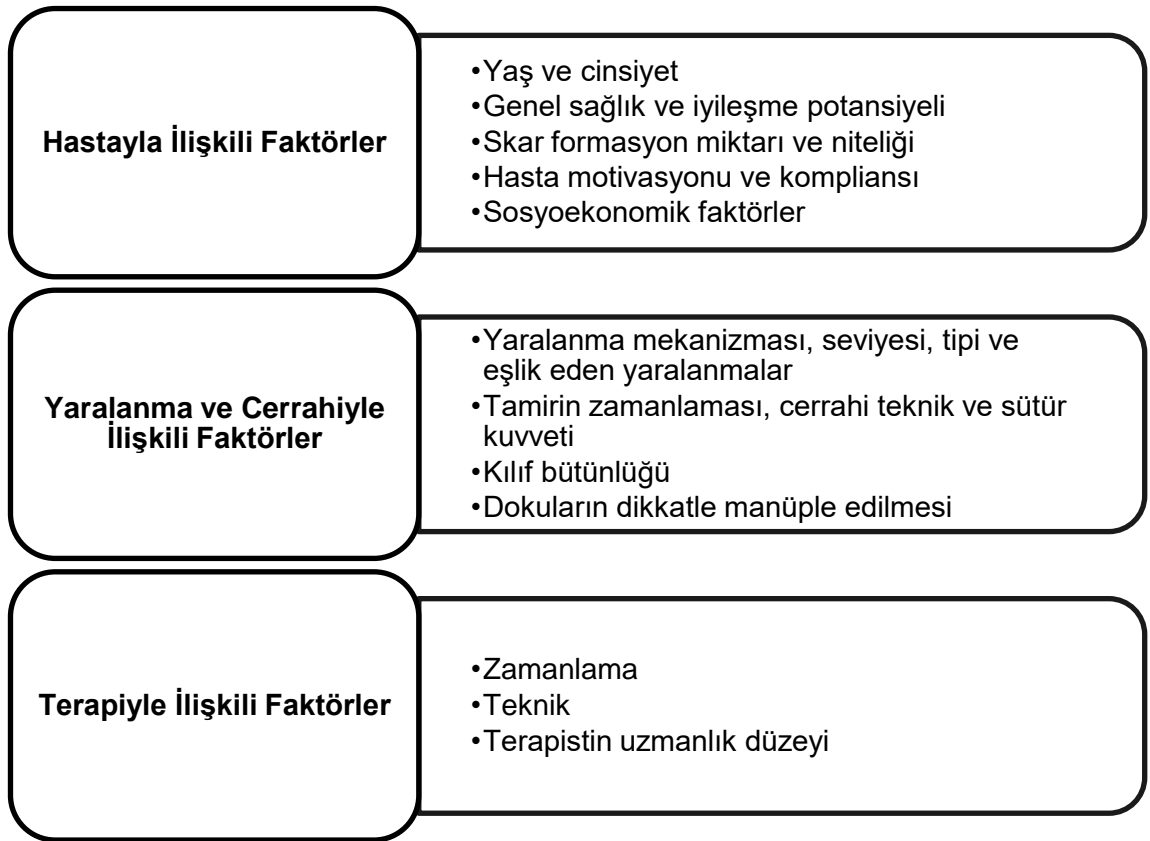 Hastayla İlişkili Faktörler
•Yaş ve cinsiyet
•Genel sağlık ve iyileşme potansiyeli
•Skar formasyon miktarı ve niteliği
•Hasta motivasyonu ve kompliansı
•Sosyoekonomik faktörler
Yaralanma ve Cerrahiyle
İlişkili Faktörler
•Yaralanma mekanizması, seviyesi, tipi ve
eşlik eden yaralanmalar
•Tamirin zamanlaması, cerrahi teknik ve sütür
kuvveti
•Kılıf bütünlüğü
•Dokuların dikkatle manüple edilmesi
Terapiyle İlişkili Faktörler
•Zamanlama
•Teknik
•Terapistin uzmanlık düzeyi